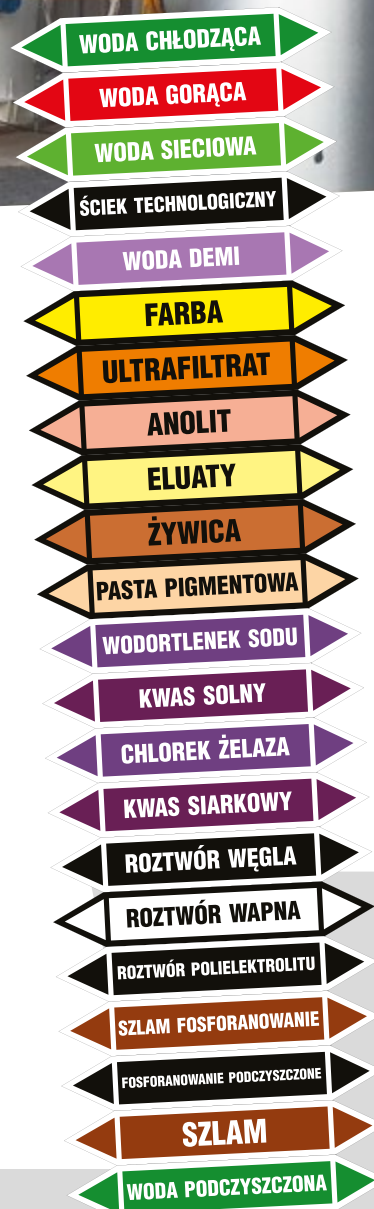 WODA CHŁODZĄCA
WODA GORĄCA
WODA SIECIOWA
ŚCIEK TECHNOLOGICZNY
WODA DEMI
FARBA
ULTRAFILTRAT
ANOLIT
ELUATY
ŻYWICA
PASTA PIGMENTOWA
WODORTLENEK SODU
KWAS SOLNY
CHLOREK ŻELAZA
KWAS SIARKOWY
ROZTWÓR WĘGLA
ROZTWÓR WAPNA
ROZTWÓR POLIELEKTROLITU
SZLAM FOSFORANOWANIE
FOSFORANOWANIE PODCZYSZCZONE
SZLAM
WODA PODCZYSZCZONA